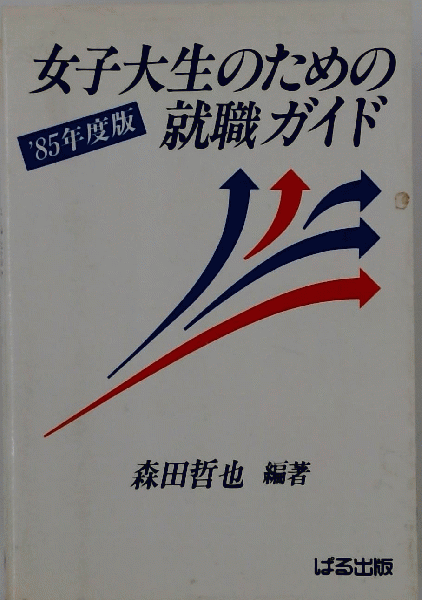 女子大生のための
就職ガイド
'85年度版
森田哲也 編著
ぱる出版